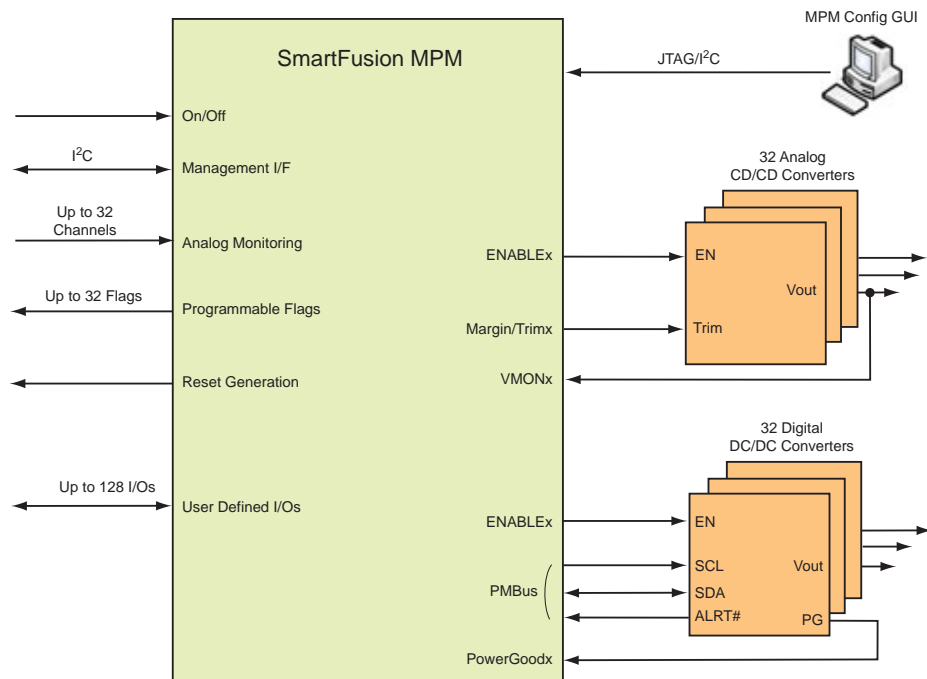 MPM Config GUI
SmartFusion MPM
JTAG/I²C
On/Off
I²C
Management I/F
Up to 32
Channels
Analog Monitoring
Up to 32 Flags
Programmable Flags
Reset Generation
Up to 128 I/Os
User Defined I/Os
ENABLEx
Margin/Trimx
VMONx
32 Analog
CD/CD Converters
EN
Vout
Trim
ENABLEx
PMBus
PowerGoodx
32 Digital
DC/DC Converters
EN
SCL
Vout
SDA
ALRT#
PG